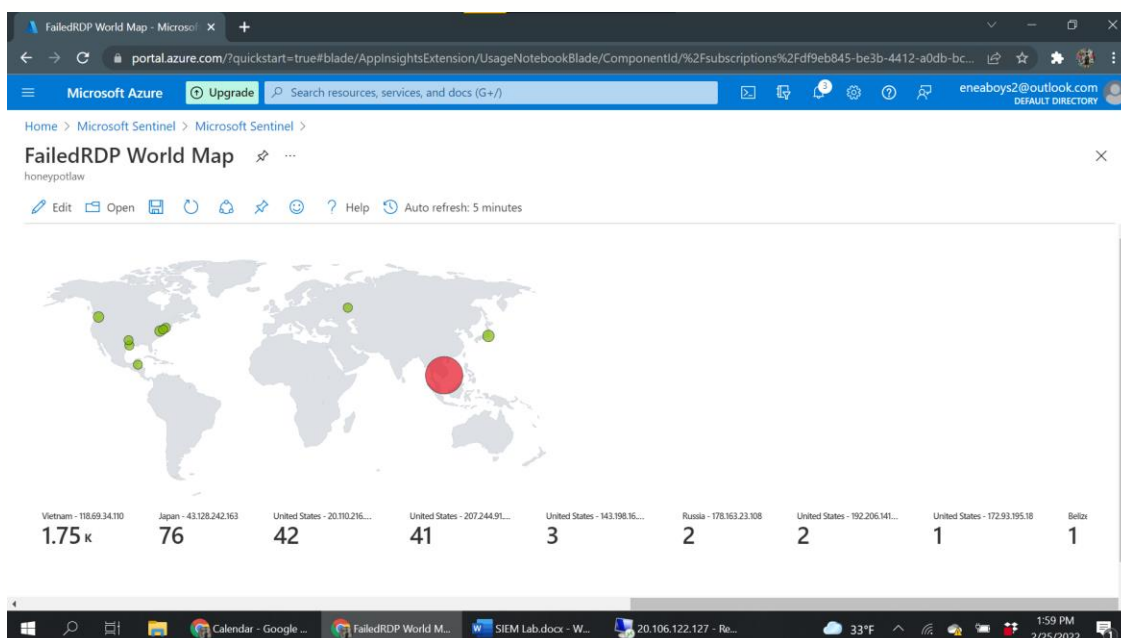 FailedRDP World Map - Microsof
portal.azure.com/?quickstart=true#blade/AppInsightsExtension/UsageNotebookBlade/ComponentId/%2Fsubscriptions%2Fdf9eb845-be3b-4412-a0db-bc...
Microsoft Azure
Upgrade
Search resources, services, and docs (G+/)
3
eneaboys2@outlook.com
DEFAULT DIRECTORY
Home > Microsoft Sentinel > Microsoft Sentinel >
FailedRDP World Map
honeypotlaw
Edit Open Help Auto refresh: 5 minutes
Vietnam - 118.69.34.110 Japan - 43.128.242.163 United States - 20.110.216.... United States - 207.244.91.... United States - 143.198.16.... Russia - 178.163.23.108 United States - 192.206.141... United States - 172.93.195.18 Belize
1.75 K 76 42 41 3 2 2 1 1
Calendar - Google ... FailedRDP World M... SIEM Lab.docx - W... 20.106.122.127 - Re... 33°F 1:59 PM
2/25/2022